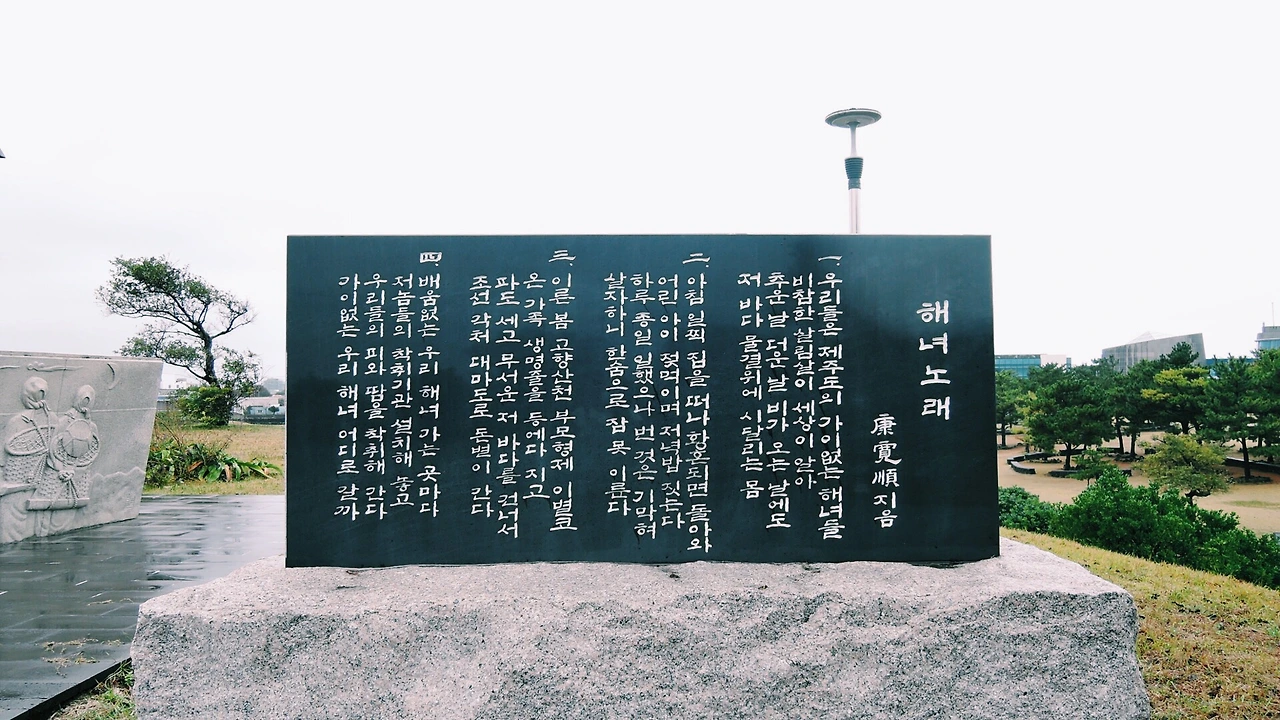 해녀노래
康寬順지음
一. 우리들은 제주도의 가이없는 해녀들
비참한 살림살이 세상이 알아
추운 날 더운 날 비가 오는 날에도
저 바다 물결위에 시달리는 몸
二. 아침 일찍 집을 떠나 황혼되면 돌아와
어린아이 젖먹이며 저녁밥 짓는다
하루 종일 일했으나 번 것은 기막혀
살자하니 한숨으로 잠 못 이룬다
三. 이른 봄 고향산천 부모형제 이별코
온 가족 생명줄을 등에다 지고
파도 세고 무서운 저 바다를 건너서
조선 각처 대마도로 돈벌이 간다
四. 배움없는 우리 해녀 가는 곳마다
저놈들의 착취기관 설치해 놓고
우리들의 피와 땀을 착취해 간다
가이없는 우리 해녀 어디로 갈까